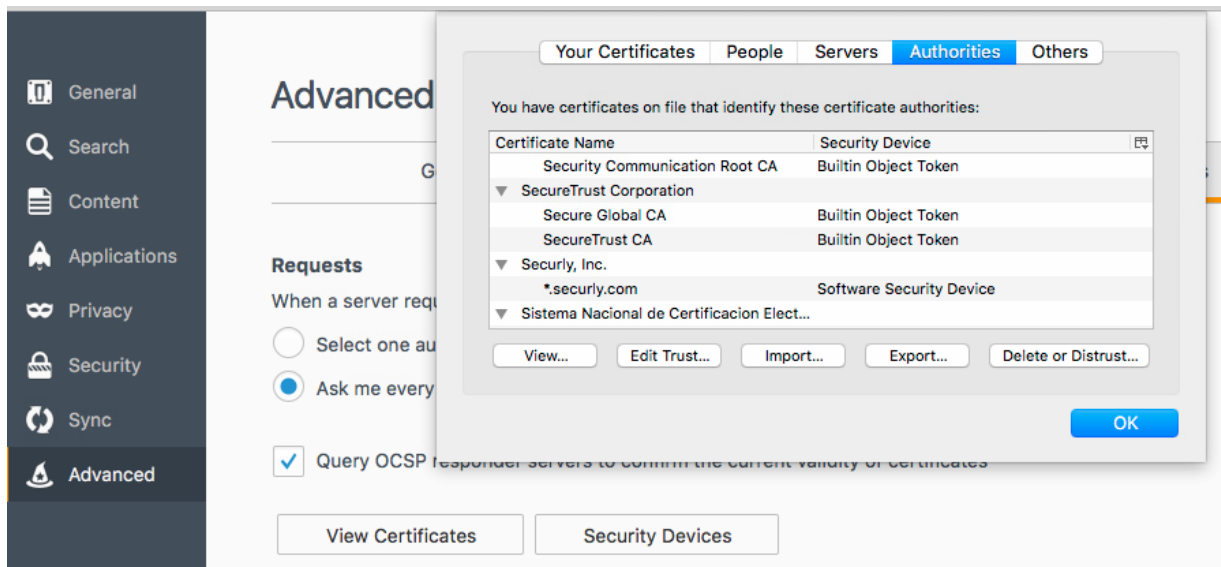 General
Search
Content
Applications
Privacy
Security
Sync
Advanced
Advanced
G
Requests
When a server requ
Select one au
Ask me every
Query OCSP responder servers to confirm the current validity of certificates
View Certificates
Security Devices
Your Certificates People Servers Authorities Others
You have certificates on file that identify these certificate authorities:
Certificate Name Security Device
Security Communication Root CA Builtin Object Token
SecureTrust Corporation
Secure Global CA Builtin Object Token
SecureTrust CA Builtin Object Token
Securly, Inc.
*.securly.com Software Security Device
Sistema Nacional de Certificacion Elect...
View... Edit Trust... Import... Export... Delete or Distrust...
OK